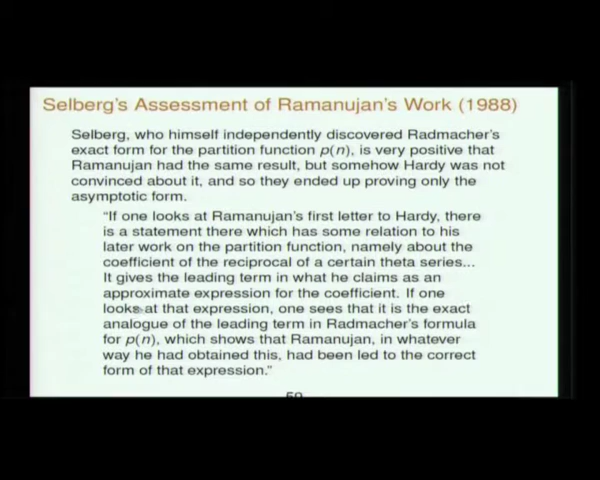 Selberg's Assessment of Ramanujan's Work (1988)
Selberg, who himself independently discovered Radmacher's
exact form for the partition function p(n), is very positive that
Ramanujan had the same result, but somehow Hardy was not
convinced about it, and so they ended up proving only the
asymptotic form.
"If one looks at Ramanujan's first letter to Hardy, there
is a statement there which has some relation to his
later work on the partition function, namely about the
coefficient of the reciprocal of a certain theta series...
It gives the leading term in what he claims as an
approximate expression for the coefficient. If one
looks at that expression, one sees that it is the exact
analogue of the leading term in Radmacher's formula
for p(n), which shows that Ramanujan, in whatever
way he had obtained this, had been led to the correct
form of that expression."